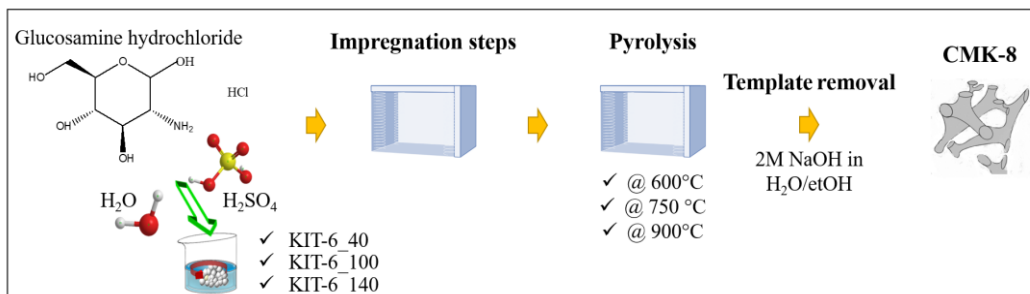 Glucosamine hydrochloride
HO
O
OH
HCl
OH
NH₂
OH
H₂O
H₂SO₄
✓ KIT-6_40
✓ KIT-6_100
✓ KIT-6_140
Impregnation steps
Pyrolysis
✓ @ 600°C
✓ @ 750 °C
✓ @ 900°C
Template removal
2M NaOH in
H₂O/etOH
CMK-8